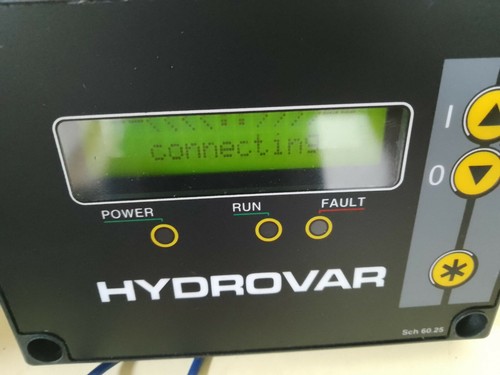 connecting
I
0
POWER
RUN
FAULT
HYDROVAR
Sch 60.25